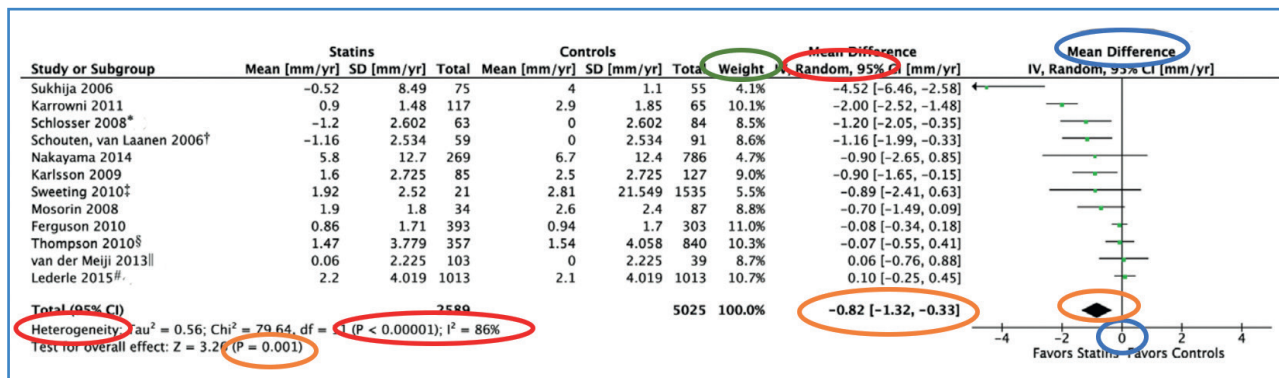 Statins Controls Mean Difference Mean Difference
Study or Subgroup Mean [mm/yr] SD [mm/yr] Total Mean [mm/yr] SD [mm/yr] Total Weight IV, Random, 95% CI [mm/yr] IV, Random, 95% CI [mm/yr]
Sukhija 2006 -0.52 8.49 75 4 1.1 55 4.1% -4.52 [-6.46, -2.58]
Karrowni 2011 0.9 1.48 117 2.9 1.85 65 10.1% -2.00 [-2.52, -1.48]
Schlosser 2008* -1.2 2.602 63 0 2.602 84 8.5% -1.20 [-2.05, -0.35]
Schouten, van Laanen 2006† -1.16 2.534 59 0 2.534 91 8.6% -1.16 [-1.99, -0.33]
Nakayama 2014 5.8 12.7 269 6.7 12.4 786 4.7% -0.90 [-2.65, 0.85]
Karlsson 2009 1.6 2.725 85 2.5 2.725 127 9.0% -0.90 [-1.65, -0.15]
Sweeting 2010‡ 1.92 2.52 21 2.81 21.549 1535 5.5% -0.89 [-2.41, 0.63]
Mosorin 2008 1.9 1.8 34 2.6 2.4 87 8.8% -0.70 [-1.49, 0.09]
Ferguson 2010 0.86 1.71 393 0.94 1.7 303 11.0% -0.08 [-0.34, 0.18]
Thompson 2010§ 1.47 3.779 357 1.54 4.058 840 10.3% -0.07 [-0.55, 0.41]
van der Meiji 2013‖ 0.06 2.225 103 0 2.225 39 8.7% 0.06 [-0.76, 0.88]
Lederle 2015# 2.2 4.019 1013 2.1 4.019 1013 10.7% 0.10 [-0.25, 0.45]
Total (95% CI) 2589 5025 100.0% -0.82 [-1.32, -0.33]
Heterogeneity: Tau² = 0.56; Chi² = 79.64, df = 11 (P < 0.00001); I² = 86%
Test for overall effect: Z = 3.26 (P = 0.001)
-4 -2 0 2 4
Favors Statins Favors Controls